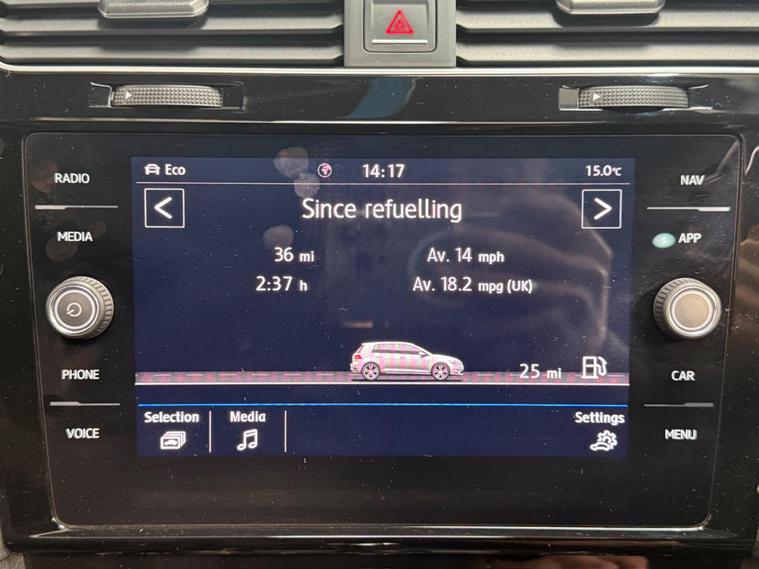 RADIO
MEDIA
PHONE
VOICE
Eco
14:17
15.0°C
<
Since refuelling
>
36 mi
Av. 14 mph
2:37 h
Av. 18.2 mpg (UK)
25 mi
Selection
Media
Settings
NAV
APP
CAR
MENU